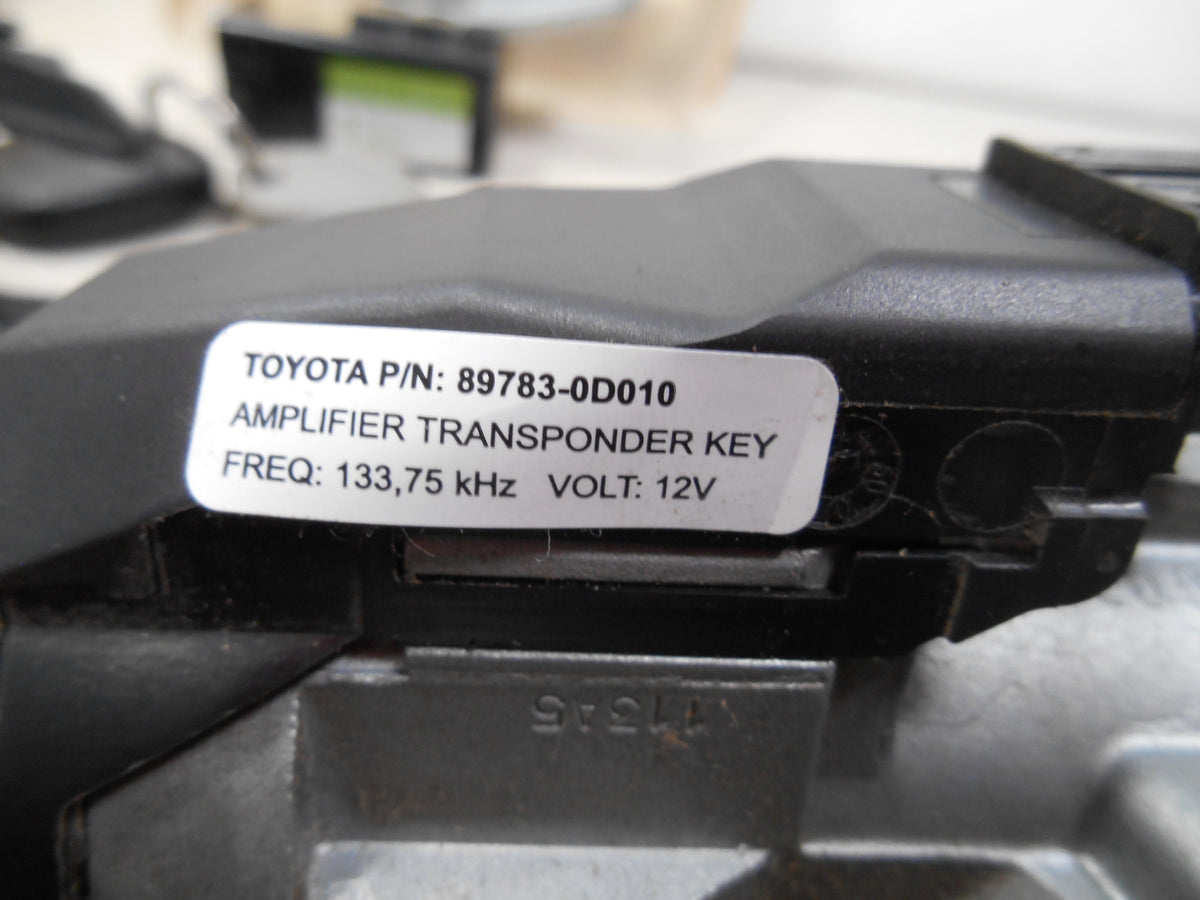 TOYOTA P/N: 89783-0D010
AMPLIFIER TRANSPONDER KEY
FREQ: 133,75 kHz VOLT: 12V